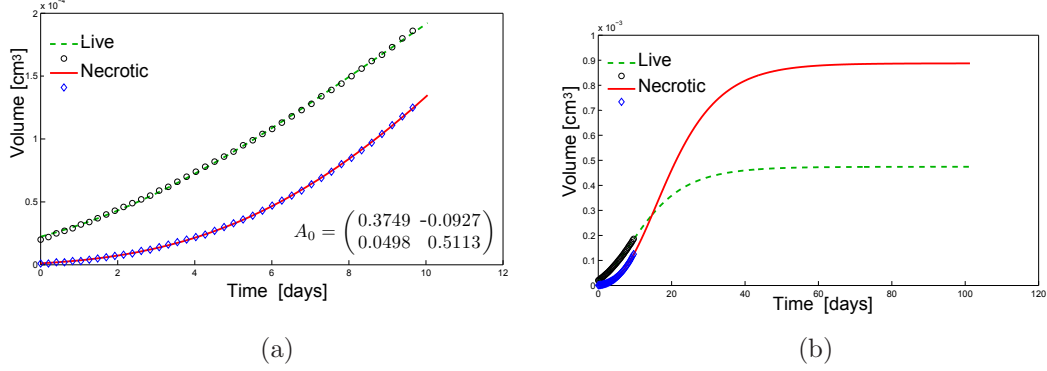 x 10⁻⁴
2
1.5
1
0.5
0
0 2 4 6 8 10 12
Volume [cm³]
Time [days]
Live
Necrotic
A₀ = ( 0.3749 -0.0927
0.0498 0.5113 )
(a)
x 10⁻³
1
0.9
0.8
0.7
0.6
0.5
0.4
0.3
0.2
0.1
0
0 20 40 60 80 100 120
Volume [cm³]
Time [days]
Live
Necrotic
(b)